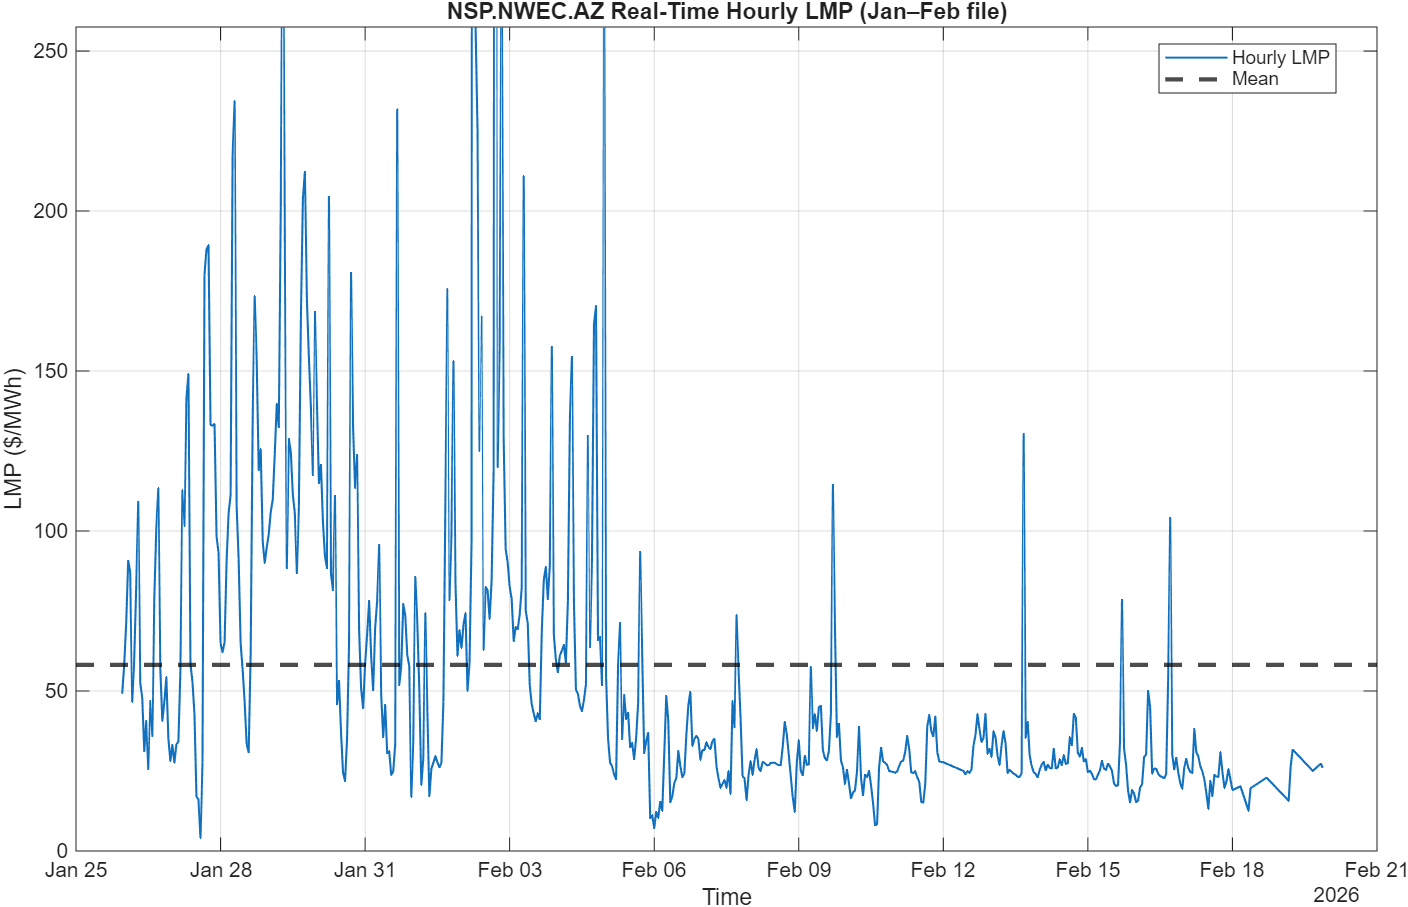 NSP.NWEC.AZ Real-Time Hourly LMP (Jan–Feb file)
Hourly LMP
Mean
LMP ($/MWh)
250
200
150
100
50
0
Jan 25 Jan 28 Jan 31 Feb 03 Feb 06 Feb 09 Feb 12 Feb 15 Feb 18 Feb 21
Time
2026